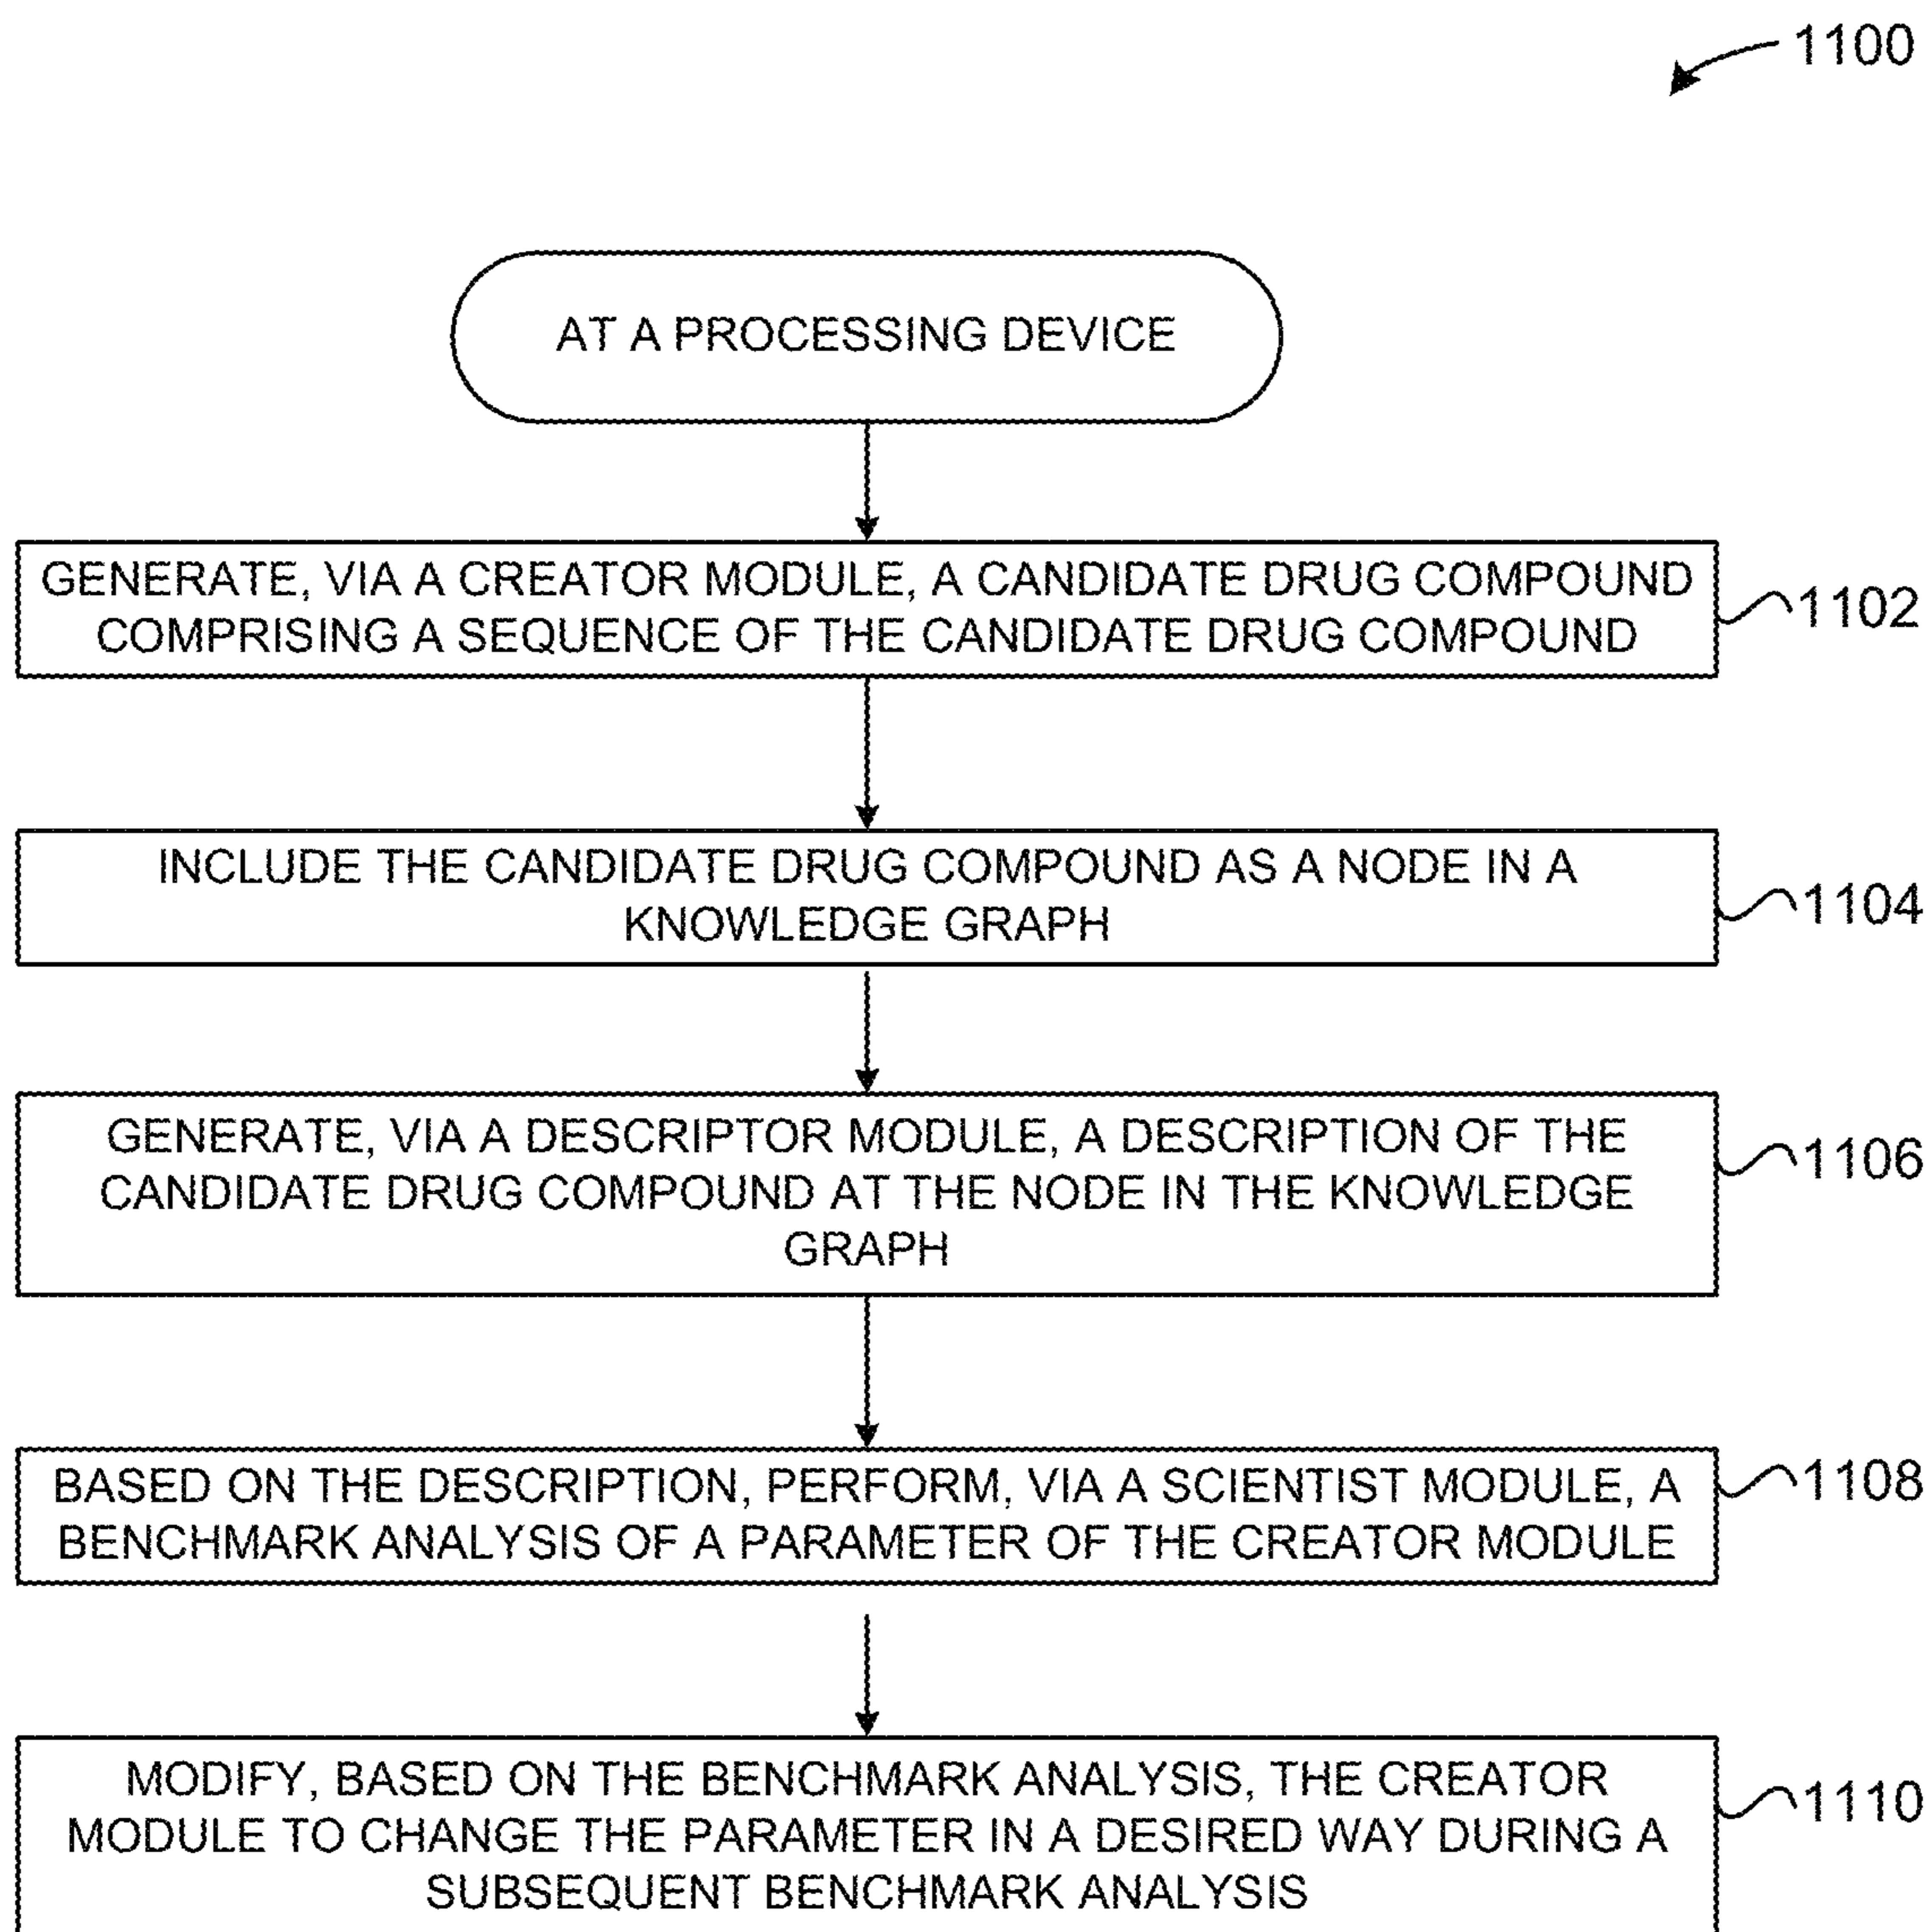 1100
AT A PROCESSING DEVICE
GENERATE, VIA A CREATOR MODULE, A CANDIDATE DRUG COMPOUND
COMPRISING A SEQUENCE OF THE CANDIDATE DRUG COMPOUND
1102
INCLUDE THE CANDIDATE DRUG COMPOUND AS A NODE IN A
KNOWLEDGE GRAPH
1104
GENERATE, VIA A DESCRIPTOR MODULE, A DESCRIPTION OF THE
CANDIDATE DRUG COMPOUND AT THE NODE IN THE KNOWLEDGE
GRAPH
1106
BASED ON THE DESCRIPTION, PERFORM, VIA A SCIENTIST MODULE, A
BENCHMARK ANALYSIS OF A PARAMETER OF THE CREATOR MODULE
1108
MODIFY, BASED ON THE BENCHMARK ANALYSIS, THE CREATOR
MODULE TO CHANGE THE PARAMETER IN A DESIRED WAY DURING A
SUBSEQUENT BENCHMARK ANALYSIS
1110